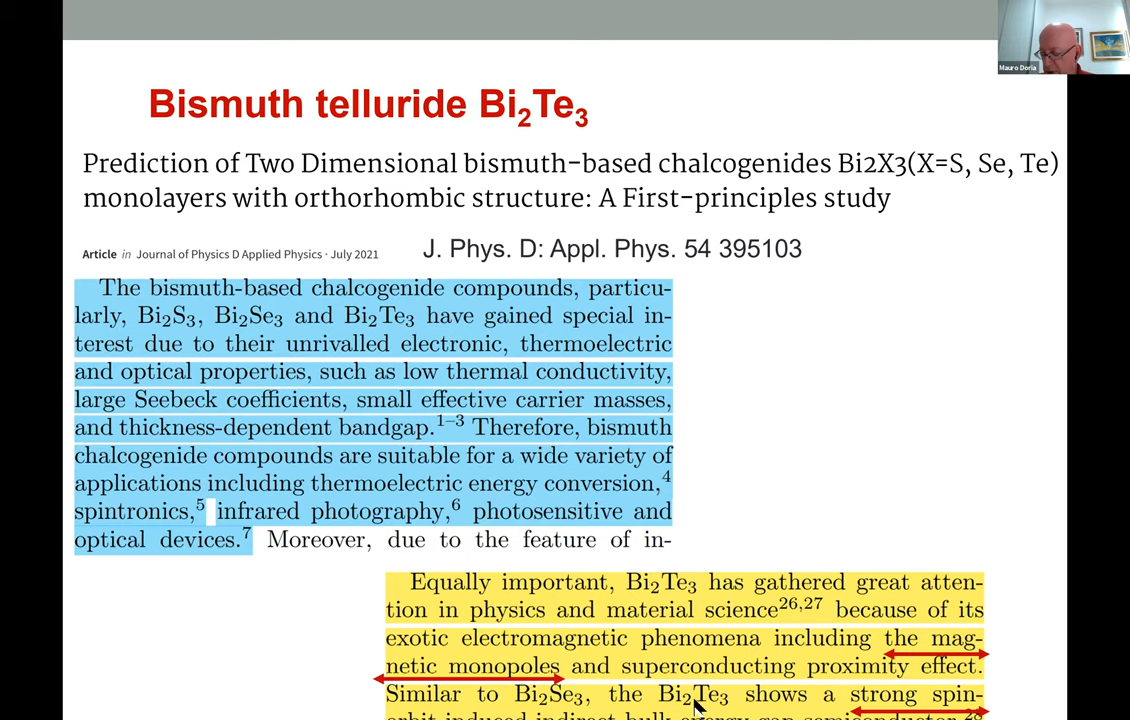 Mauro Doria
Bismuth telluride Bi₂Te₃
Prediction of Two Dimensional bismuth-based chalcogenides Bi2X3(X=S, Se, Te)
monolayers with orthorhombic structure: A First-principles study
Article in Journal of Physics D Applied Physics · July 2021
J. Phys. D: Appl. Phys. 54 395103
The bismuth-based chalcogenide compounds, particu-
larly, Bi₂S₃, Bi₂Se₃ and Bi₂Te₃ have gained special in-
terest due to their unrivalled electronic, thermoelectric
and optical properties, such as low thermal conductivity,
large Seebeck coefficients, small effective carrier masses,
and thickness-dependent bandgap.¹⁻³ Therefore, bismuth
chalcogenide compounds are suitable for a wide variety of
applications including thermoelectric energy conversion,⁴
spintronics,⁵ infrared photography,⁶ photosensitive and
optical devices.⁷ Moreover, due to the feature of in-
Equally important, Bi₂Te₃ has gathered great atten-
tion in physics and material science²⁶,²⁷ because of its
exotic electromagnetic phenomena including the mag-
netic monopoles and superconducting proximity effect.
Similar to Bi₂Se₃, the Bi₂Te₃ shows a strong spin-